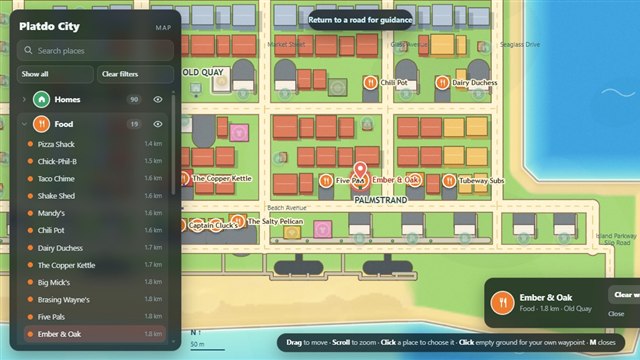 Platdo City
MAP
Search places
Show all
Clear filters
Homes
90
Food
19
Pizza Shack
1.4 km
Chick-Phil-B
1.5 km
Taco Chime
1.6 km
Shake Shed
1.6 km
Mandy's
1.6 km
Chili Pot
1.6 km
Dairy Duchess
1.7 km
The Copper Kettle
1.7 km
Big Mick's
1.8 km
Brasing Wayne's
1.8 km
Five Pals
1.8 km
Ember & Oak
1.8 km
Return to a road for guidance
Market Street
Glass Avenue
Seaglass Drive
OLD QUAY
Chili Pot
Dairy Duchess
The Copper Kettle
Five Pals
Ember & Oak
Tubeway Subs
PALMSTRAND
Beach Avenue
Captain Cluck's
The Salty Pelican
Island Parkway
Slip Road
Ember & Oak
Food · 1.8 km · Old Quay
Clear w
Close
N ↑
50 m
Drag to move · Scroll to zoom · Click a place to choose it · Click empty ground for your own waypoint · M closes